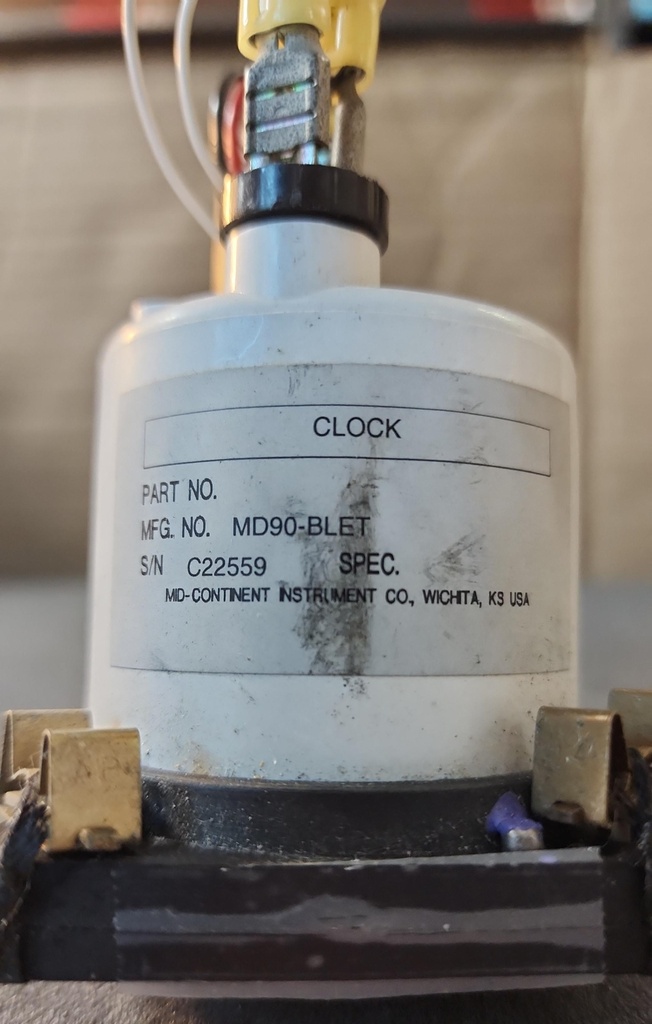 CLOCK
PART NO.
MFG. NO. MD90-BLET
S/N C22559 SPEC.
MID-CONTINENT INSTRUMENT CO., WICHITA, KS USA